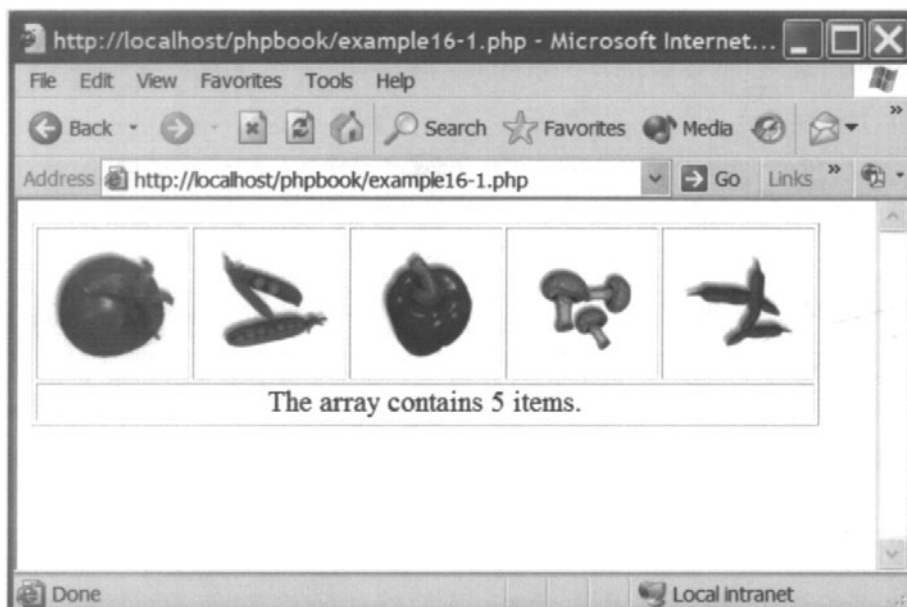 http://localhost/phpbook/example16-1.php - Microsoft Internet...
File Edit View Favorites Tools Help
Back Search Favorites Media »
Address http://localhost/phpbook/example16-1.php Go Links »
The array contains 5 items.
Done Local intranet